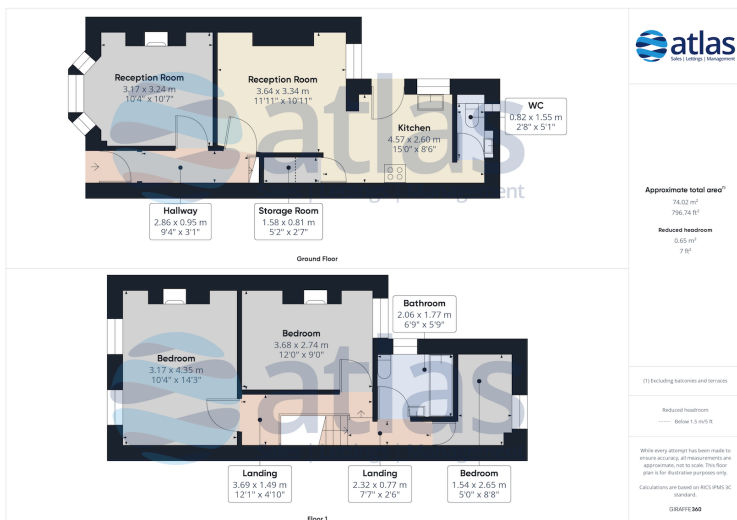 Reception Room
3.17 x 3.24 m
10'4" x 10'7"
Reception Room
3.64 x 3.34 m
11'11" x 10'11"
Kitchen
4.57 x 2.60 m
15'0" x 8'6"
WC
0.82 x 1.55 m
2'8" x 5'1"
Hallway
2.86 x 0.95 m
9'4" x 3'1"
Storage Room
1.58 x 0.81 m
5'2" x 2'7"
Ground Floor
atlas
Bedroom
3.17 x 4.35 m
10'4" x 14'3"
Bedroom
3.68 x 2.74 m
12'0" x 9'0"
Bathroom
2.06 x 1.77 m
6'9" x 5'9"
Landing
3.69 x 1.49 m
12'1" x 4'10"
Landing
2.32 x 0.77 m
7'7" x 2'6"
Bedroom
1.54 x 2.65 m
5'0" x 8'8"
Floor 1
atlas
atlas
Sales | Lettings | Management
Approximate total area(1)
74.02 m²
796.74 ft²
Reduced headroom
0.65 m²
7 ft²
(1) Excluding balconies and terraces
Reduced headroom
Below 1.5 m/5 ft
While every attempt has been made to
ensure accuracy, all measurements are
approximate, not to scale. This floor
plan is for illustrative purposes only.
Calculations are based on RICS IPMS 3C
standard.
GIRAFFE360